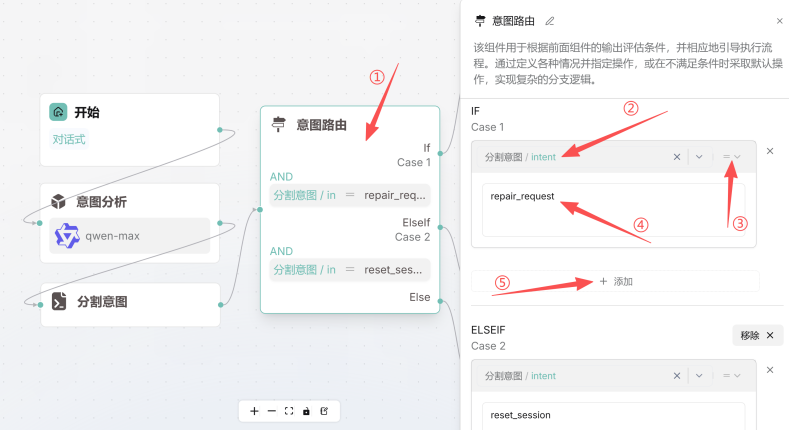 开始
对话式
意图分析
qwen-max
分割意图
①
意图路由
If
Case 1
AND
分割意图 / in = repair_req...
ElseIf
Case 2
AND
分割意图 / in = reset_ses...
Else
意图路由
该组件用于根据前面组件的输出评估条件，并相应地引导执行流
程。通过定义各种情况并指定操作，或在不满足条件时采取默认操
作，实现复杂的分支逻辑。
IF
②
Case 1
分割意图 / intent =
repair_request
③
④
⑤
+ 添加
ELSEIF
移除
Case 2
分割意图 / intent =
reset_session